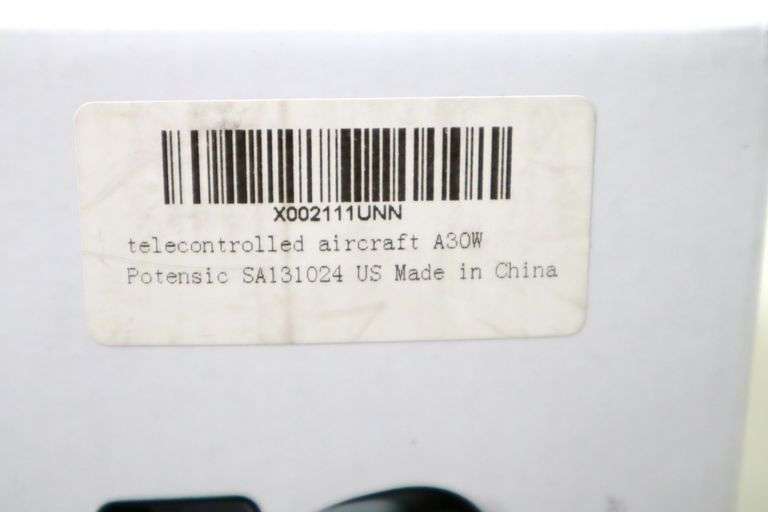 X002111UNN
telecontrolled aircraft A30W
Potensic SA131024 US Made in China